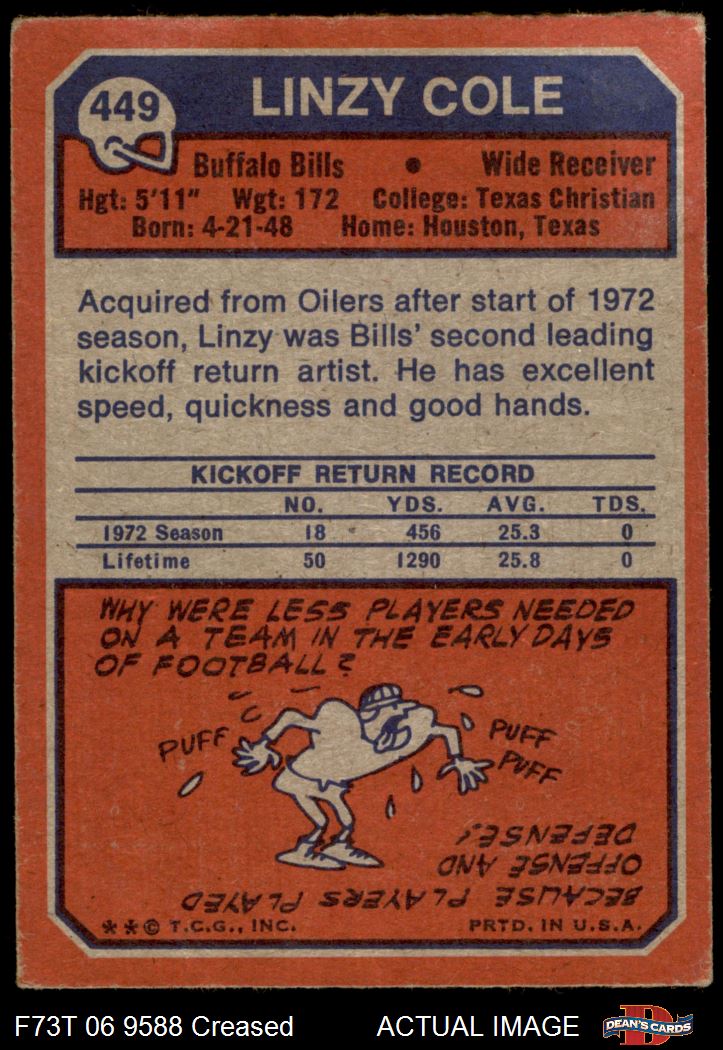 449
LINZY COLE
Buffalo Bills • Wide Receiver
Hgt: 5'11" Wgt: 172 College: Texas Christian
Born: 4-21-48 Home: Houston, Texas
Acquired from Oilers after start of 1972
season, Linzy was Bills' second leading
kickoff return artist. He has excellent
speed, quickness and good hands.
KICKOFF RETURN RECORD
NO. YDS. AVG. TDS.
1972 Season 18 456 25.3 0
Lifetime 50 1290 25.8 0
WHY WERE LESS PLAYERS NEEDED
ON A TEAM IN THE EARLY DAYS
OF FOOTBALL?
PUFF
PUFF
PUFF
BECAUSE PLAYERS PLAYED
OFFENSE AND
DEFENSE!
**© T.C.G., INC. PRTD. IN U.S.A.
F73T 06 9588 Creased ACTUAL IMAGE
D
DEAN'S CARDS